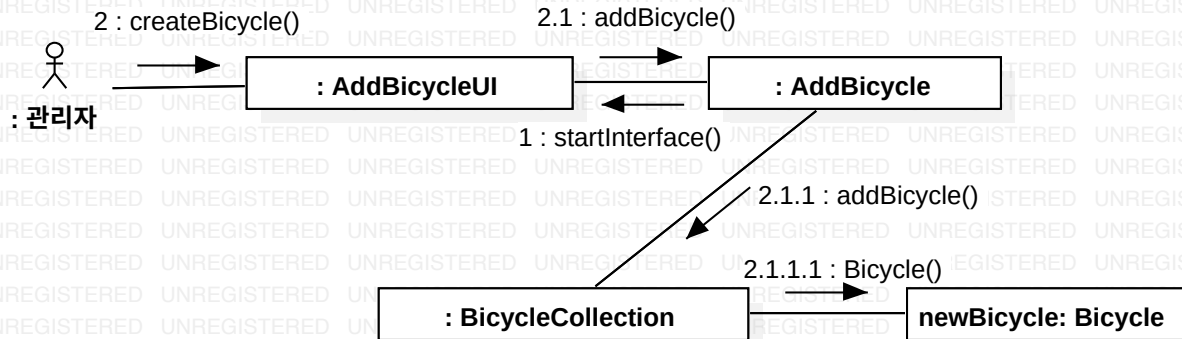 2 : createBicycle()
2.1 : addBicycle()
: AddBicycleUI
: AddBicycle
: 관리자
1 : startInterface()
2.1.1 : addBicycle()
2.1.1.1 : Bicycle()
: BicycleCollection
newBicycle: Bicycle
UNREGISTERED